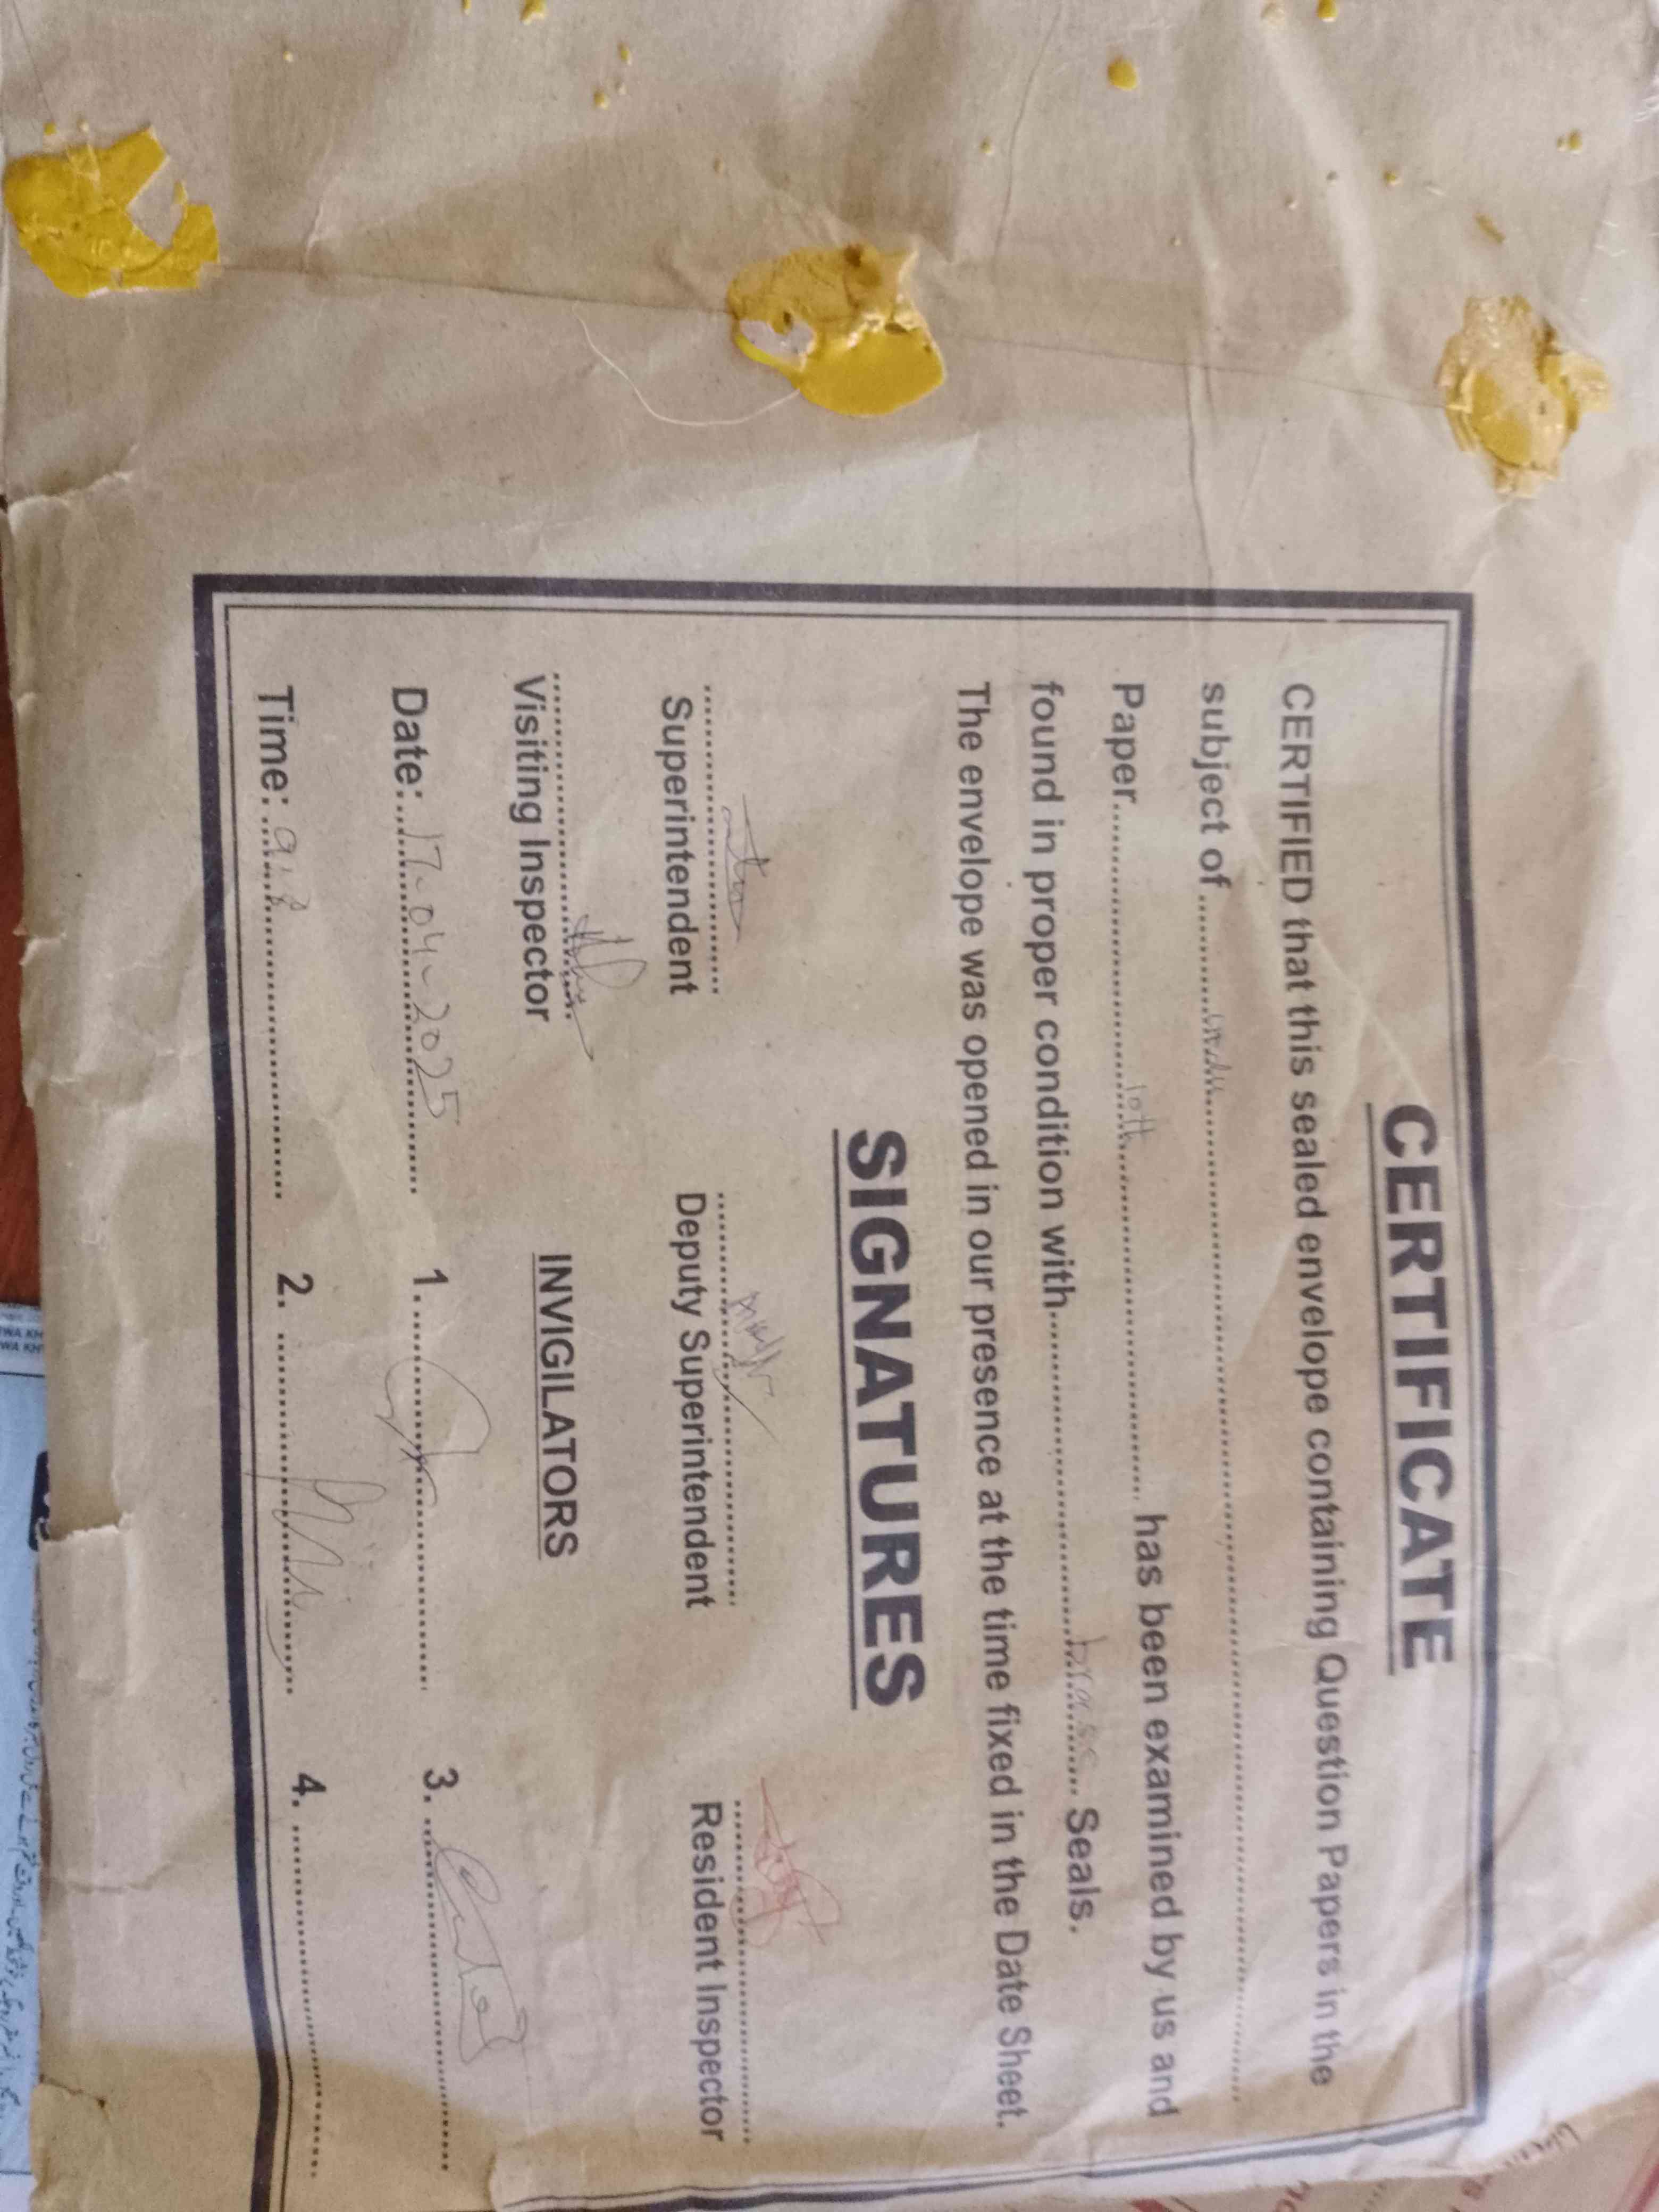 CERTIFICATE
CERTIFIED that this sealed envelope containing Question Papers in the
subject of.......... Urdu..........
Paper.......... 10th.......... has been examined by us and
found in proper condition with.......... brass.......... Seals.
The envelope was opened in our presence at the time fixed in the Date Sheet.
SIGNATURES
Superintendent Deputy Superintendent Resident Inspector
Visiting Inspector
INVIGILATORS
Date: 17-04-2025 1. 3.
Time: 2. 4.